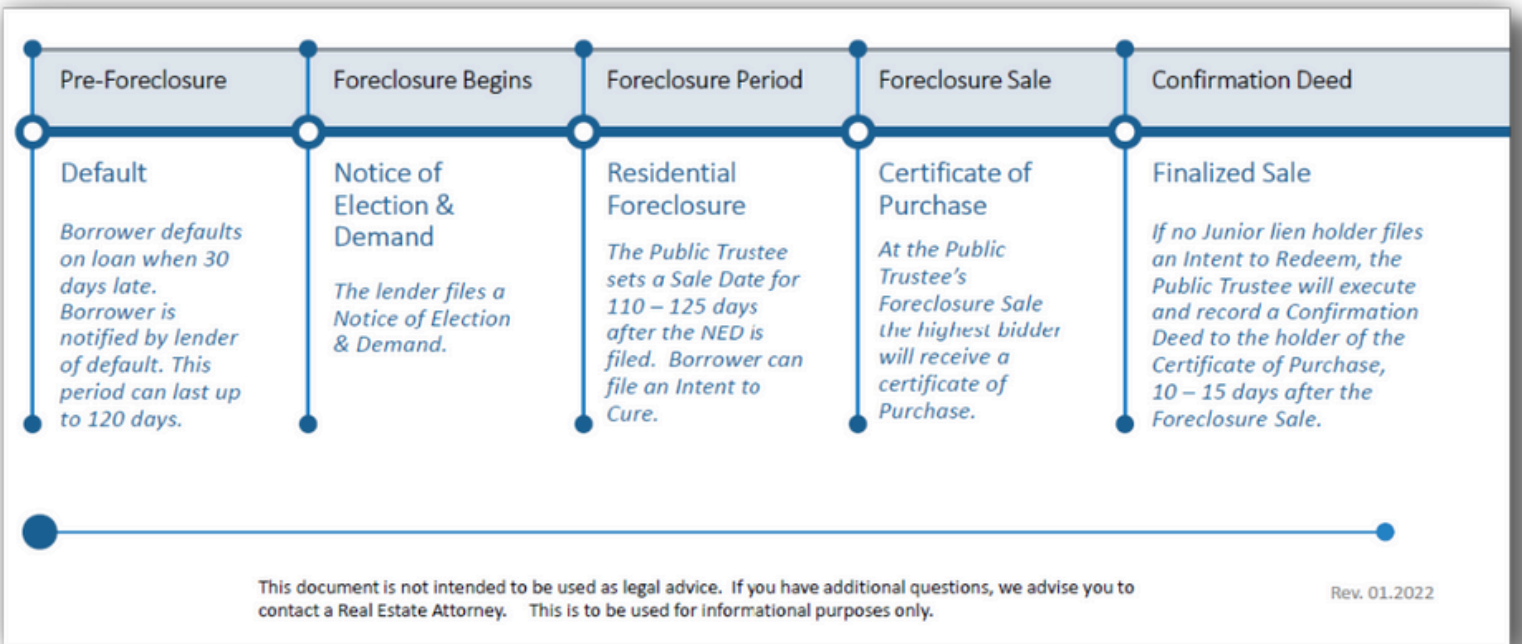 Pre-Foreclosure
Foreclosure Begins
Foreclosure Period
Foreclosure Sale
Confirmation Deed
Default
Borrower defaults
on loan when 30
days late.
Borrower is
notified by lender
of default. This
period can last up
to 120 days.
Notice of
Election &
Demand
The lender files a
Notice of Election
& Demand.
Residential
Foreclosure
The Public Trustee
sets a Sale Date for
110 – 125 days
after the NED is
filed. Borrower can
file an Intent to
Cure.
Certificate of
Purchase
At the Public
Trustee's
Foreclosure Sale
the highest bidder
will receive a
certificate of
Purchase.
Finalized Sale
If no Junior lien holder files
an Intent to Redeem, the
Public Trustee will execute
and record a Confirmation
Deed to the holder of the
Certificate of Purchase,
10 – 15 days after the
Foreclosure Sale.
This document is not intended to be used as legal advice. If you have additional questions, we advise you to
contact a Real Estate Attorney. This is to be used for informational purposes only.
Rev. 01.2022